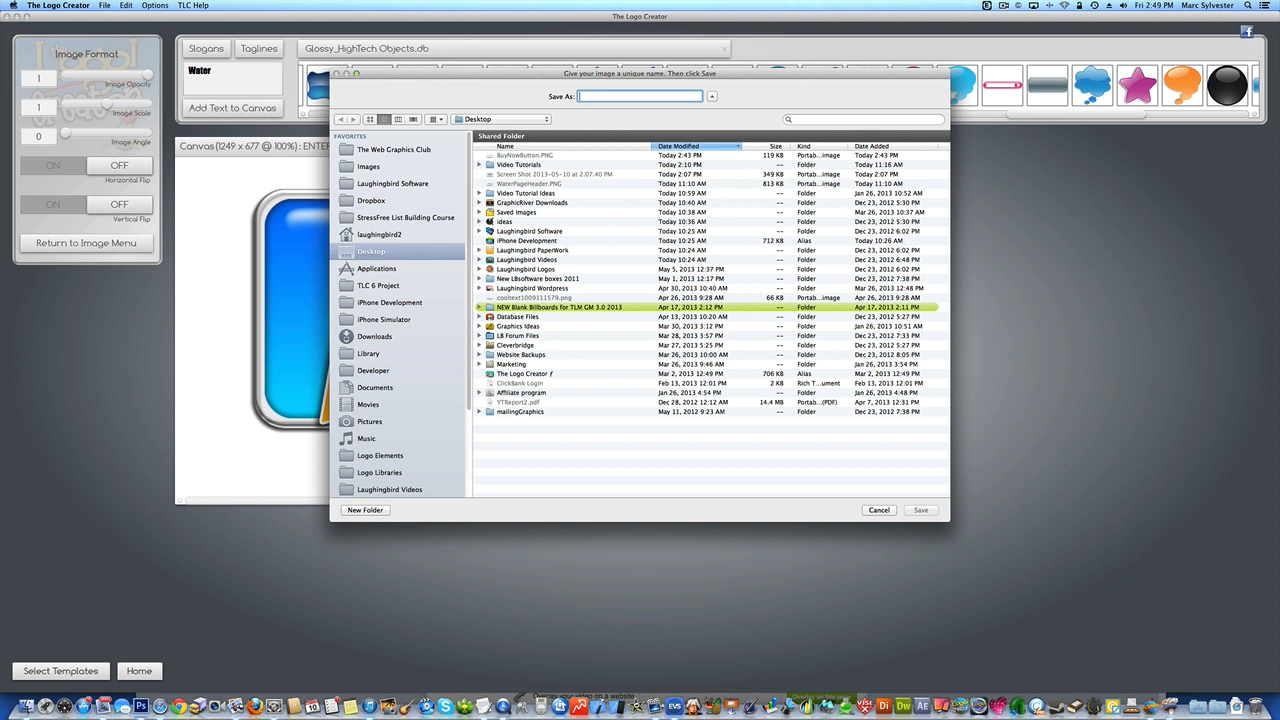 The Logo Creator File Edit Options TLC Help Fri 2:49 PM Marc Sylvester
The Logo Creator
Image Format
1
Image Opacity
1
Image Scale
0
Image Angle
ON OFF
Horizontal Flip
ON OFF
Vertical Flip
Return to Image Menu
Slogans Taglines
Water
Add Text to Canvas
Glossy_HighTech Objects.db
Canvas(1249 x 677 @ 100%): ENTER
Give your image a unique name. Then click Save
Save As:
Desktop
FAVORITES
The Web Graphics Club
Images
Laughingbird Software
Dropbox
StressFree List Building Course
laughingbird2
Desktop
Applications
TLC 6 Project
iPhone Development
iPhone Simulator
Downloads
Library
Developer
Documents
Movies
Pictures
Music
Logo Elements
Logo Libraries
Laughingbird Videos
Shared Folder
Name Date Modified Size Kind Date Added
BuyNowButton.PNG Today 2:43 PM 119 KB Portab...image Today 2:43 PM
Video Tutorials Today 2:10 PM -- Folder Today 11:16 AM
Screen Shot 2013-05-10 at 2.07.40 PM Today 2:07 PM 349 KB Portab...image Today 2:07 PM
WaterPageHeader.PNG Today 11:10 AM 813 KB Portab...image Today 11:10 AM
Video Tutorial Ideas Today 10:59 AM -- Folder Jan 26, 2013 10:52 AM
GraphicRiver Downloads Today 10:40 AM -- Folder Dec 23, 2012 5:30 PM
Saved Images Today 10:38 AM -- Folder Mar 26, 2013 10:37 AM
ideas Today 10:36 AM -- Folder Dec 23, 2012 5:30 PM
Laughingbird Software Today 10:25 AM -- Folder Dec 23, 2012 6:02 PM
iPhone Development Today 10:25 AM 712 KB Alias Today 10:26 AM
Laughingbird PaperWork Today 10:24 AM -- Folder Dec 23, 2012 6:02 PM
Laughingbird Videos Today 10:24 AM -- Folder Dec 23, 2012 6:48 PM
Laughingbird Logos May 5, 2013 12:37 PM -- Folder Dec 23, 2012 6:02 PM
New LBsoftware boxes 2011 May 2, 2013 12:49 PM -- Folder Dec 23, 2012 7:38 PM
Laughingbird Wordpress Apr 30, 2013 10:40 AM -- Folder Mar 26, 2013 12:48 PM
cooltext1009111579.png Apr 26, 2013 9:28 AM 66 KB Portab...image Apr 26, 2013 9:28 AM
NEW Blank Billboards for TLM GM 3.0 2013 Apr 17, 2013 2:12 PM -- Folder Apr 17, 2013 2:11 PM
Database Files Apr 13, 2013 10:20 AM -- Folder Dec 23, 2012 5:27 PM
Graphics Ideas Mar 30, 2013 3:12 PM -- Folder Jan 26, 2013 10:51 AM
LB Forum Files Mar 28, 2013 3:57 PM -- Folder Dec 23, 2012 7:33 PM
Cleverbridge Mar 27, 2013 5:25 PM -- Folder Dec 23, 2012 5:27 PM
Website Backups Mar 26, 2013 10:00 AM -- Folder Dec 23, 2012 8:05 PM
Marketing Mar 26, 2013 9:46 AM -- Folder Jan 26, 2013 3:54 PM
The Logo Creator ƒ Mar 2, 2013 12:49 PM 706 KB Alias Mar 2, 2013 12:49 PM
ClickBank Login Feb 13, 2013 12:01 PM 2 KB Rich T...ument Feb 13, 2013 12:01 PM
Affiliate program Jan 26, 2013 4:54 PM -- Folder Jan 26, 2013 4:48 PM
YTReport2.pdf Dec 28, 2012 12:12 AM 14.4 MB Portab...(PDF) Apr 7, 2013 12:31 PM
mailingGraphics May 11, 2012 9:23 AM -- Folder Dec 23, 2012 7:38 PM
New Folder Cancel Save
Select Templates Home
Overlay your video on a website